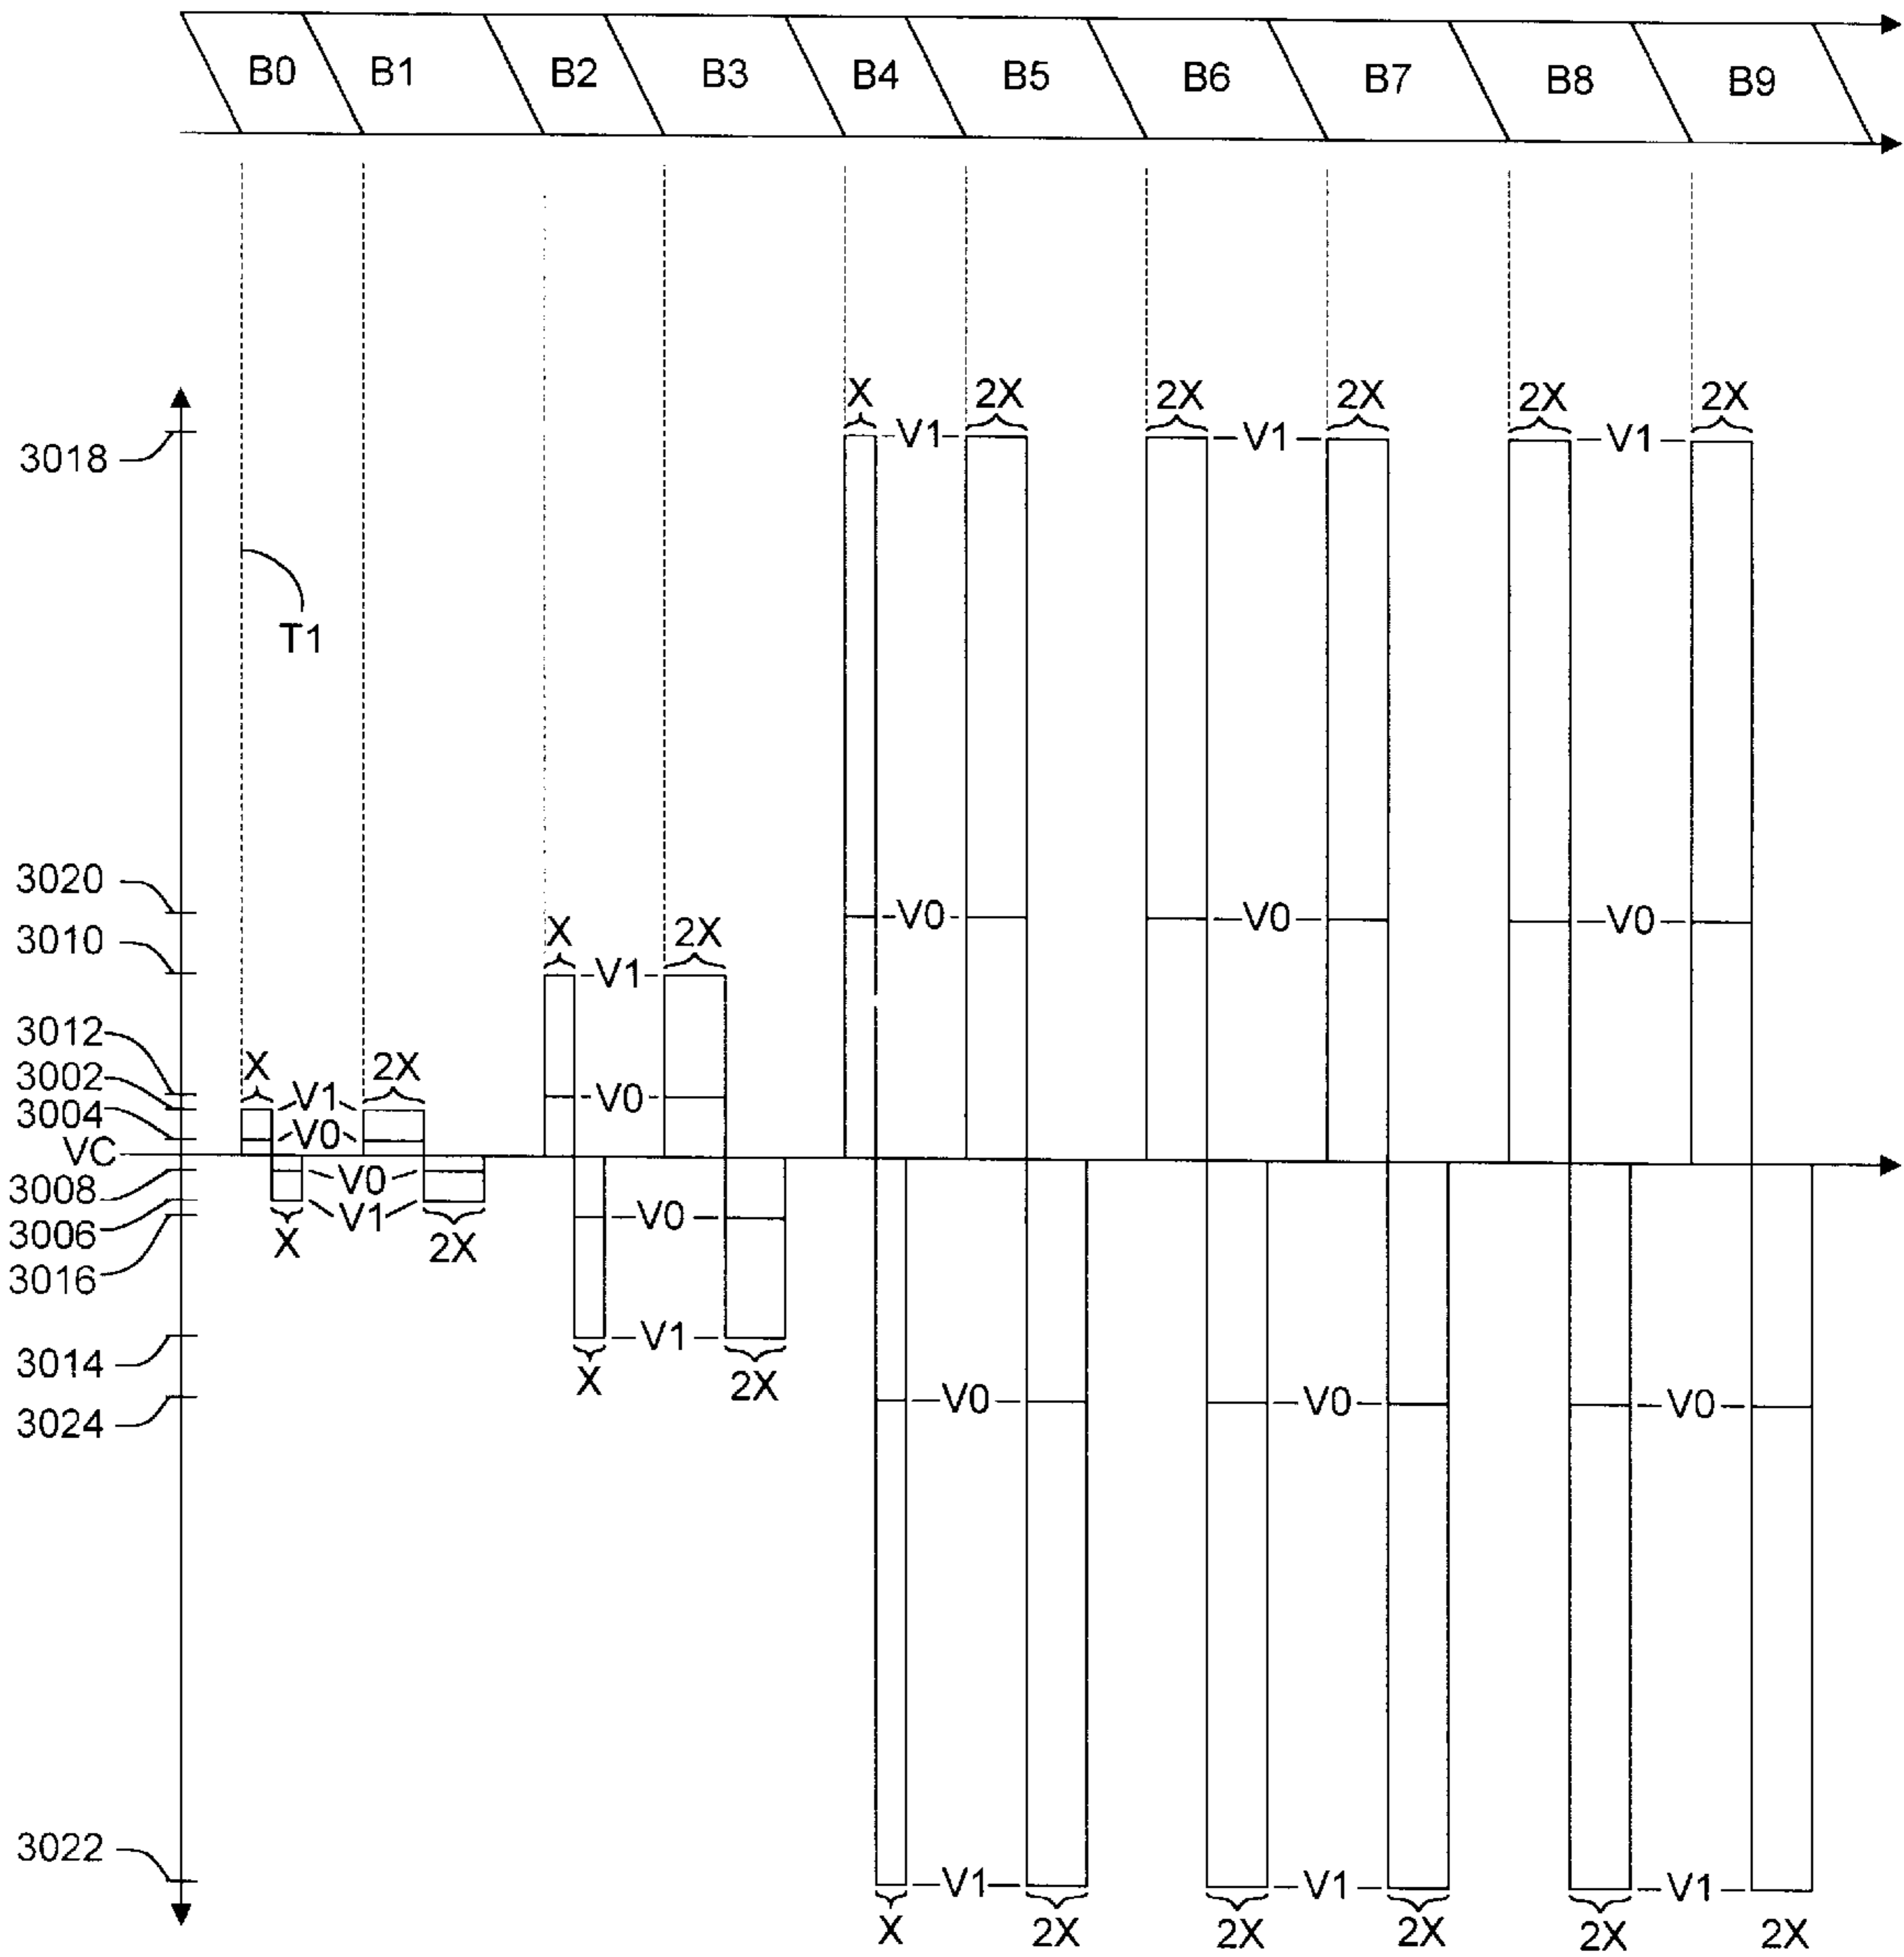 B0 B1 B2 B3 B4 B5 B6 B7 B8 B9
X 2X 2X 2X 2X 2X
3018 V1 V1 V1
T1
3020 V0 V0 V0
3010 X 2X
V1
3012 V0
3002 X 2X
V1
3004 V0
VC
3008 V0
3006 V1 V0
X 2X
3016
3014 V1
X 2X
3024 V0 V0 V0
3022 V1 V1 V1
X 2X 2X 2X 2X 2X